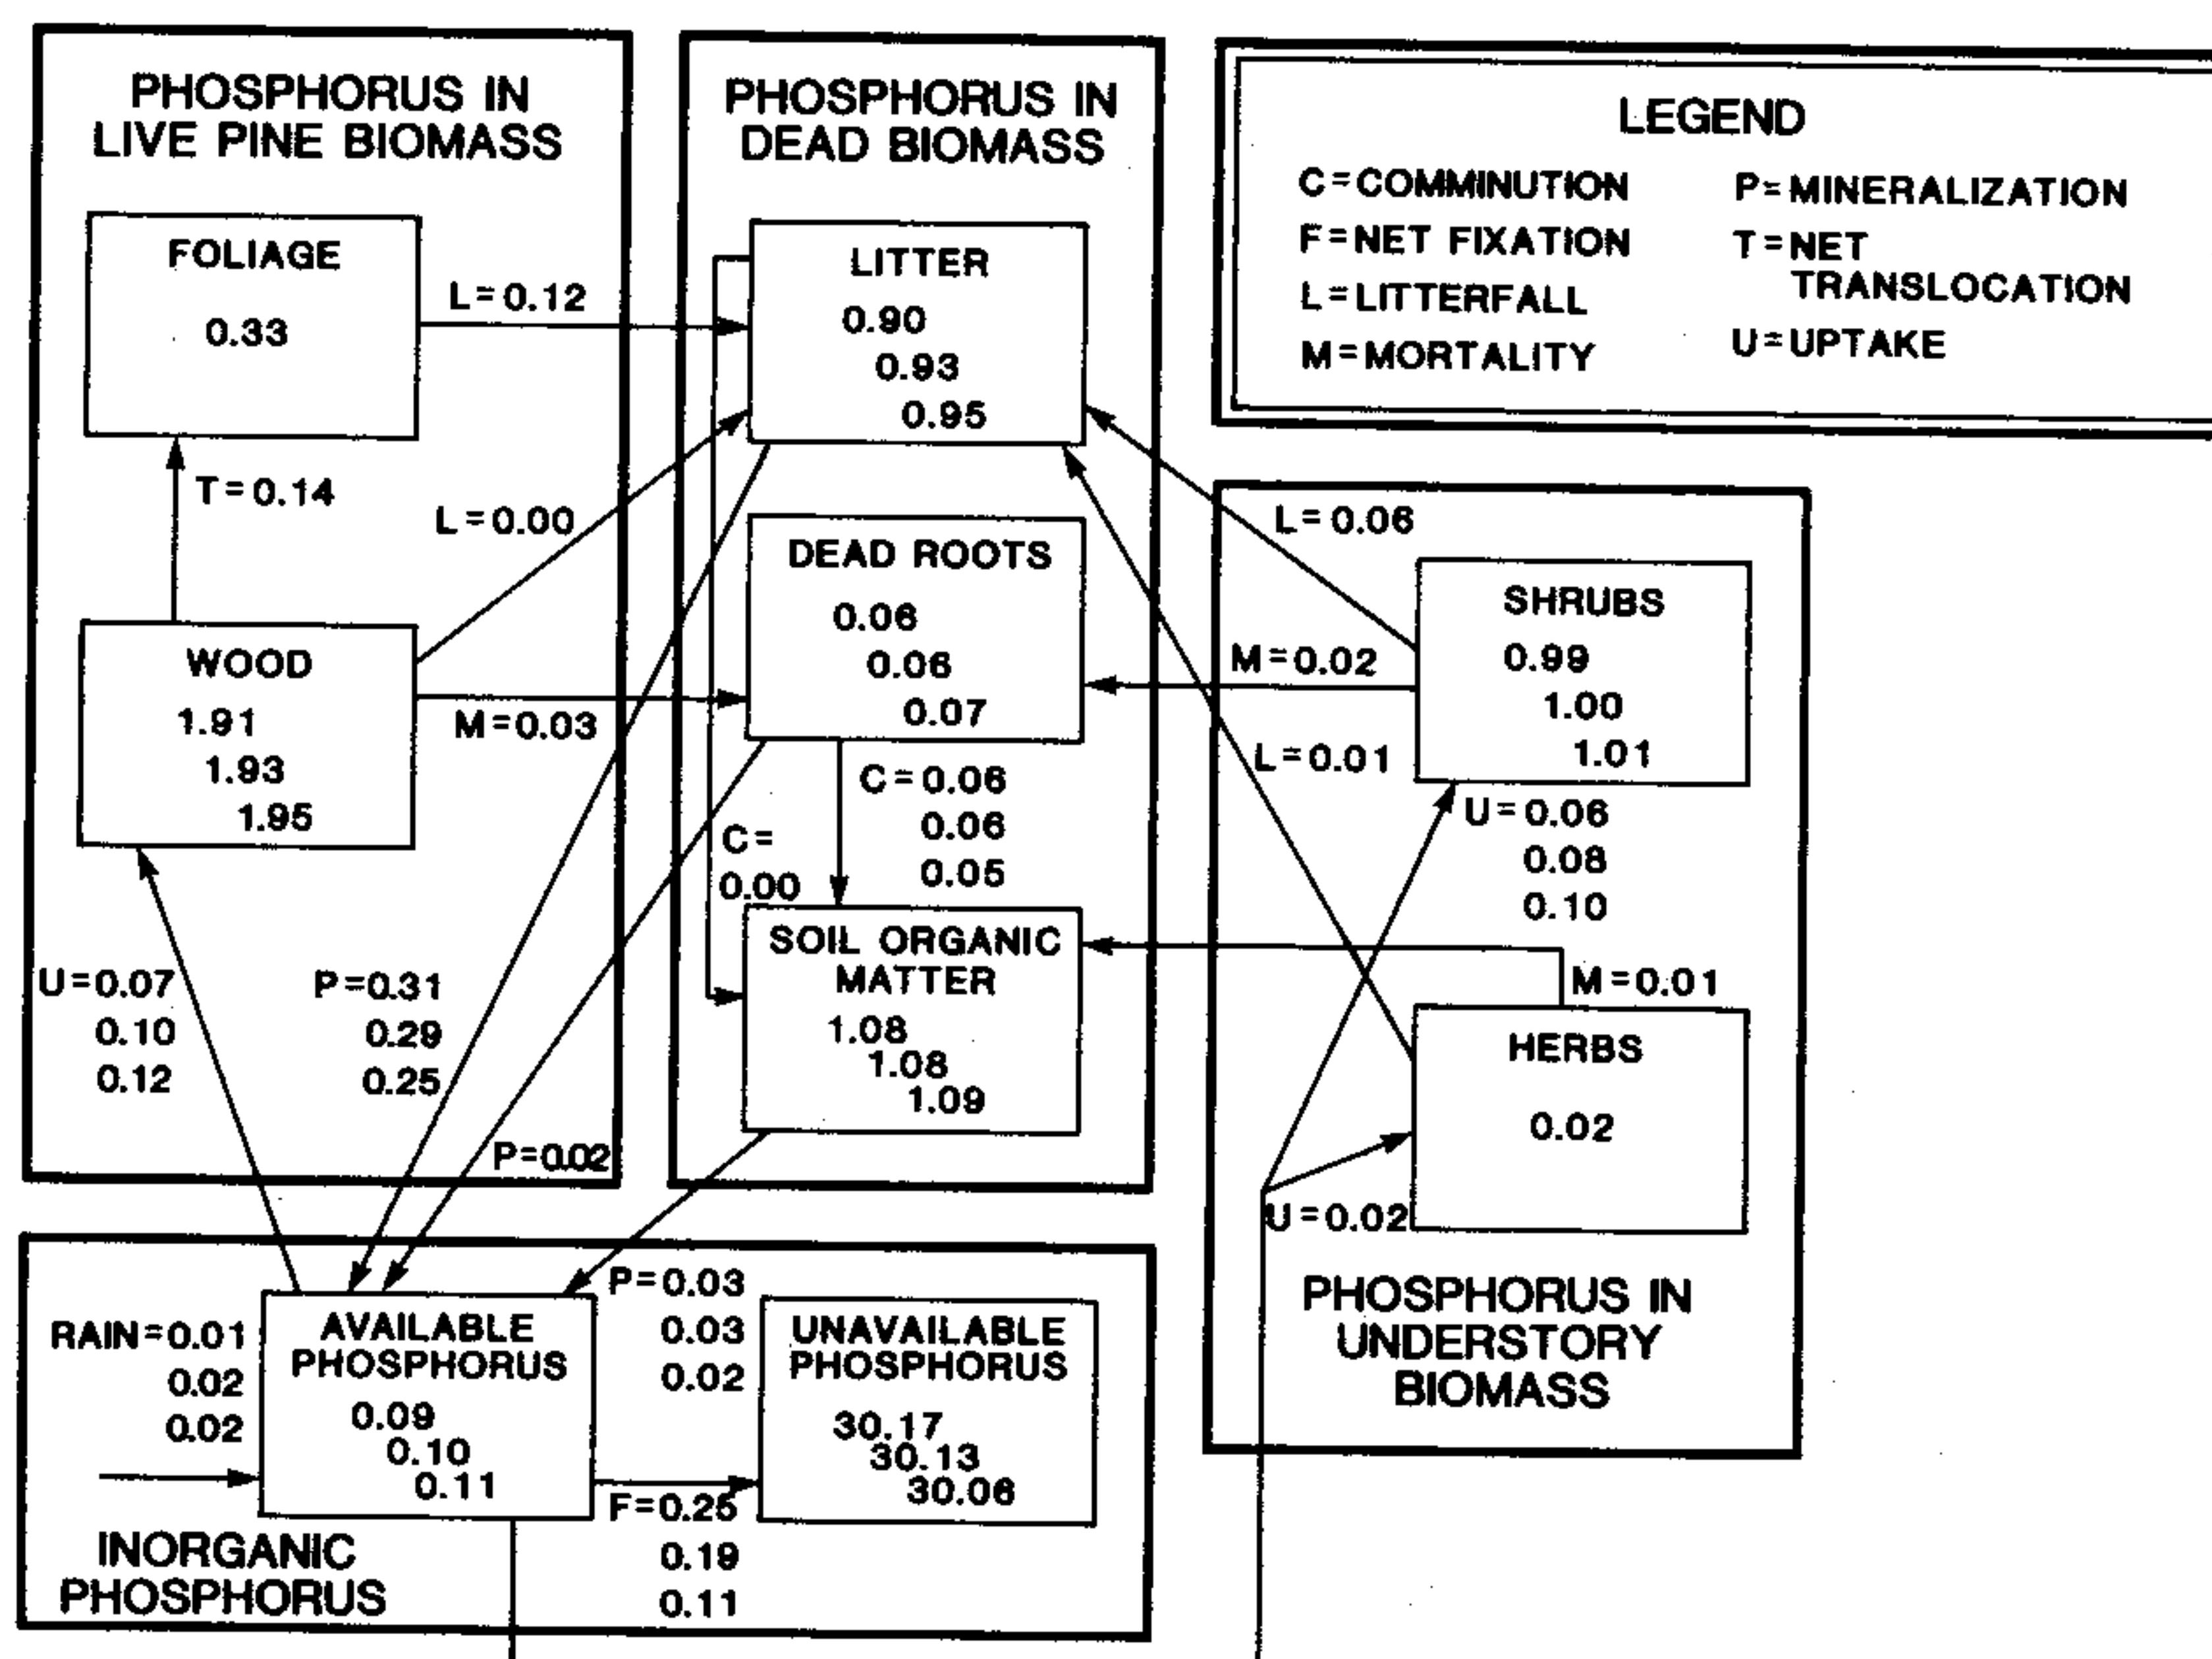 PHOSPHORUS IN
LIVE PINE BIOMASS
FOLIAGE
0.33
L=0.12
T=0.14
L=0.00
WOOD
1.91
1.93
1.95
M=0.03
U=0.07
0.10
0.12
P=0.31
0.29
0.25
P=0.02
PHOSPHORUS IN
DEAD BIOMASS
LITTER
0.90
0.93
0.95
DEAD ROOTS
0.06
0.06
0.07
C=0.06
0.06
0.05
C=
0.00
SOIL ORGANIC
MATTER
1.08
1.08
1.09
LEGEND
C=COMMINUTION
F=NET FIXATION
L=LITTERFALL
M=MORTALITY
P=MINERALIZATION
T=NET
TRANSLOCATION
U=UPTAKE
L=0.06
SHRUBS
0.99
1.00
1.01
M=0.02
L=0.01
U=0.06
0.08
0.10
M=0.01
HERBS
0.02
U=0.02
PHOSPHORUS IN
UNDERSTORY
BIOMASS
RAIN=0.01
0.02
0.02
AVAILABLE
PHOSPHORUS
0.09
0.10
0.11
P=0.03
0.03
0.02
UNAVAILABLE
PHOSPHORUS
30.17
30.13
30.06
F=0.25
0.19
0.11
INORGANIC
PHOSPHORUS